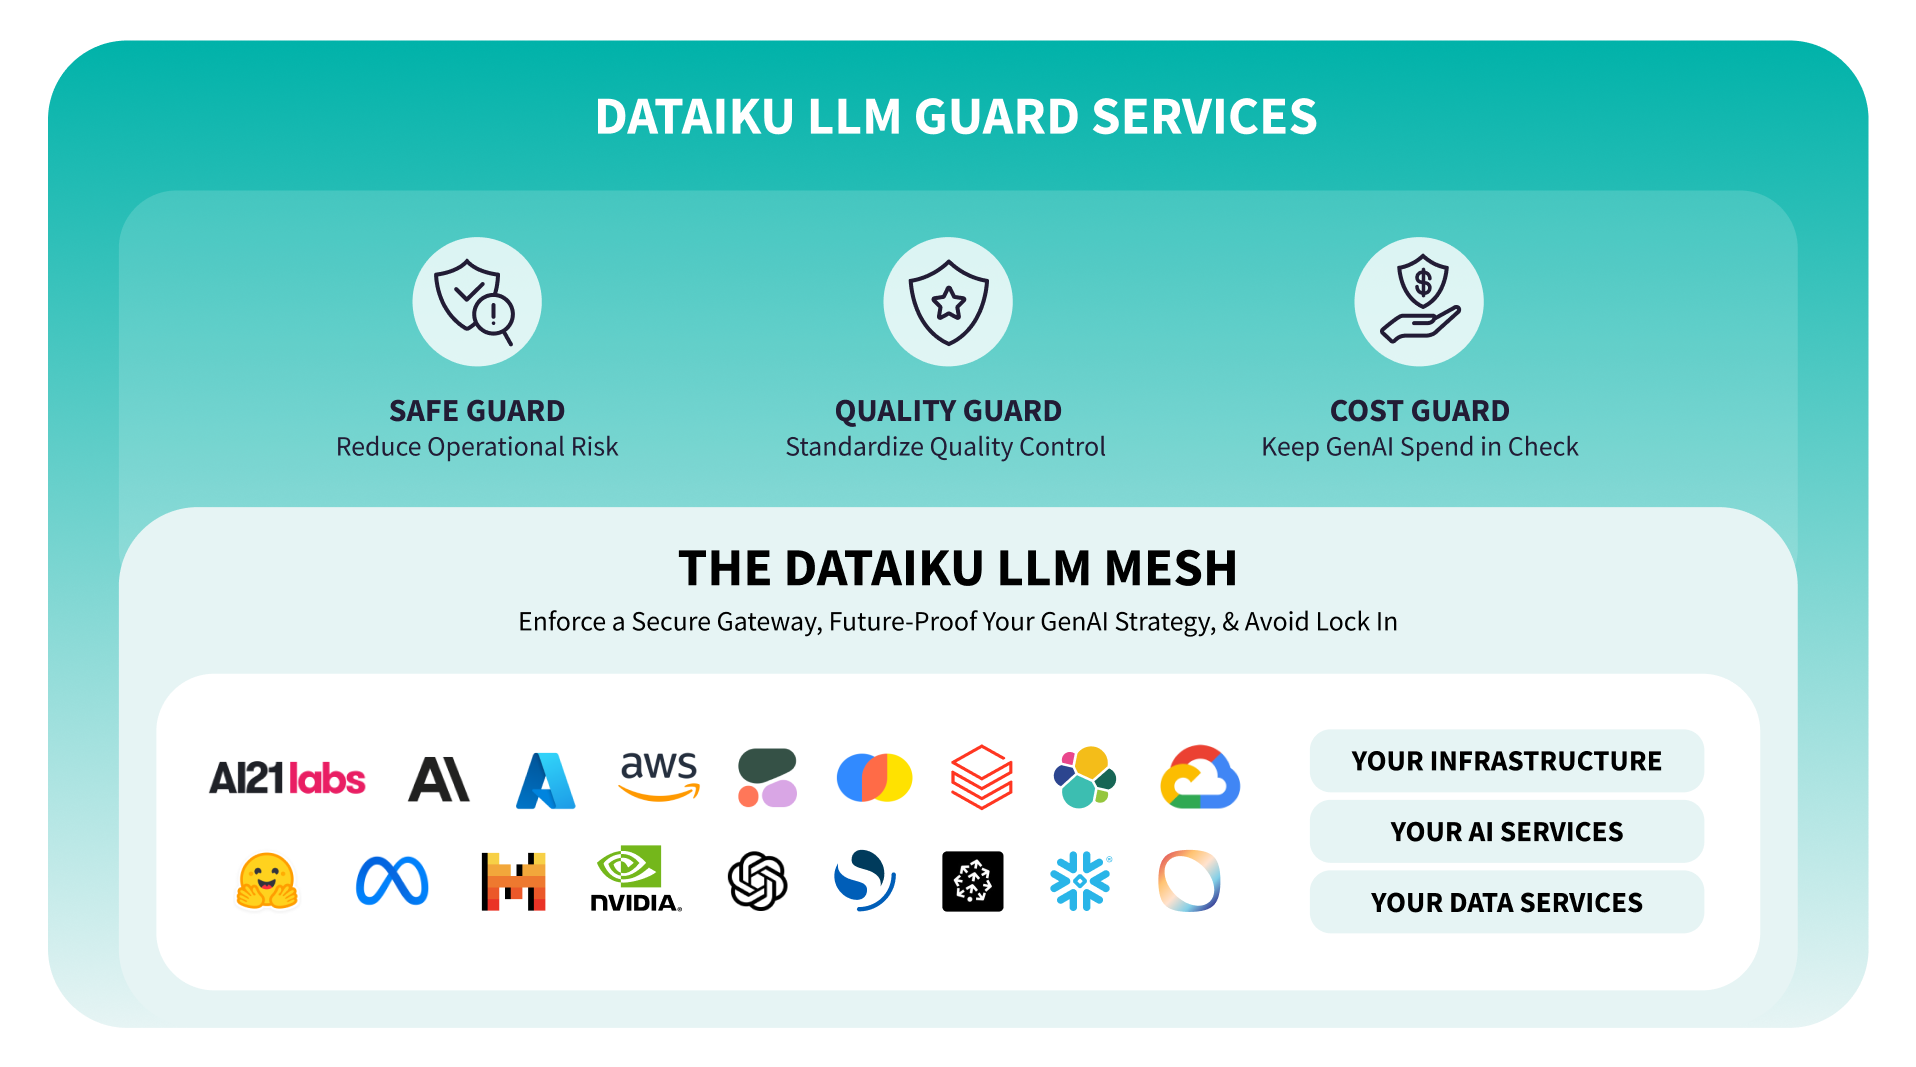 DATAIKU LLM GUARD SERVICES
SAFE GUARD
Reduce Operational Risk
QUALITY GUARD
Standardize Quality Control
COST GUARD
Keep GenAI Spend in Check
THE DATAIKU LLM MESH
Enforce a Secure Gateway, Future-Proof Your GenAI Strategy, & Avoid Lock In
AI21labs
AI
aws
NVIDIA
YOUR INFRASTRUCTURE
YOUR AI SERVICES
YOUR DATA SERVICES